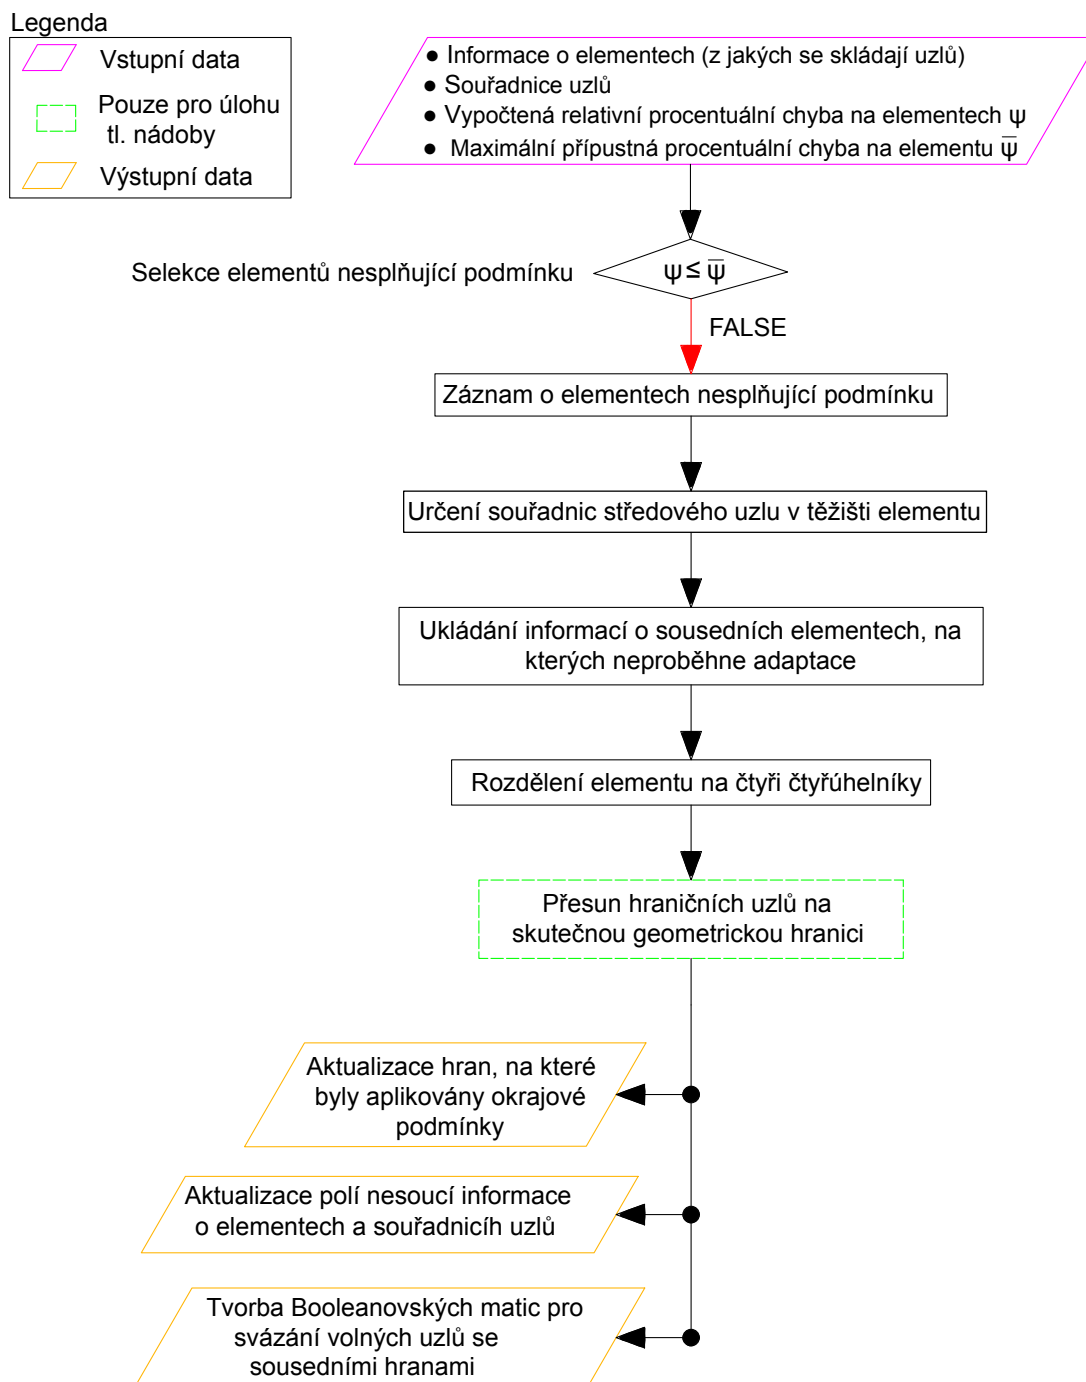 Legenda
Vstupní data
Pouze pro úlohu
tl. nádoby
Výstupní data
● Informace o elementech (z jakých se skládají uzlů)
● Souřadnice uzlů
● Vypočtená relativní procentuální chyba na elementech ψ
● Maximální přípustná procentuální chyba na elementu ψ̅
Selekce elementů nesplňující podmínku
ψ ≤ ψ̅
FALSE
Záznam o elementech nesplňující podmínku
Určení souřadnic středového uzlu v těžišti elementu
Ukládání informací o sousedních elementech, na
kterých neproběhne adaptace
Rozdělení elementu na čtyři čtyřúhelníky
Přesun hraničních uzlů na
skutečnou geometrickou hranici
Aktualizace hran, na které
byly aplikovány okrajové
podmínky
Aktualizace polí nesoucí informace
o elementech a souřadnicíh uzlů
Tvorba Booleanovských matic pro
svázání volných uzlů se
sousedními hranami